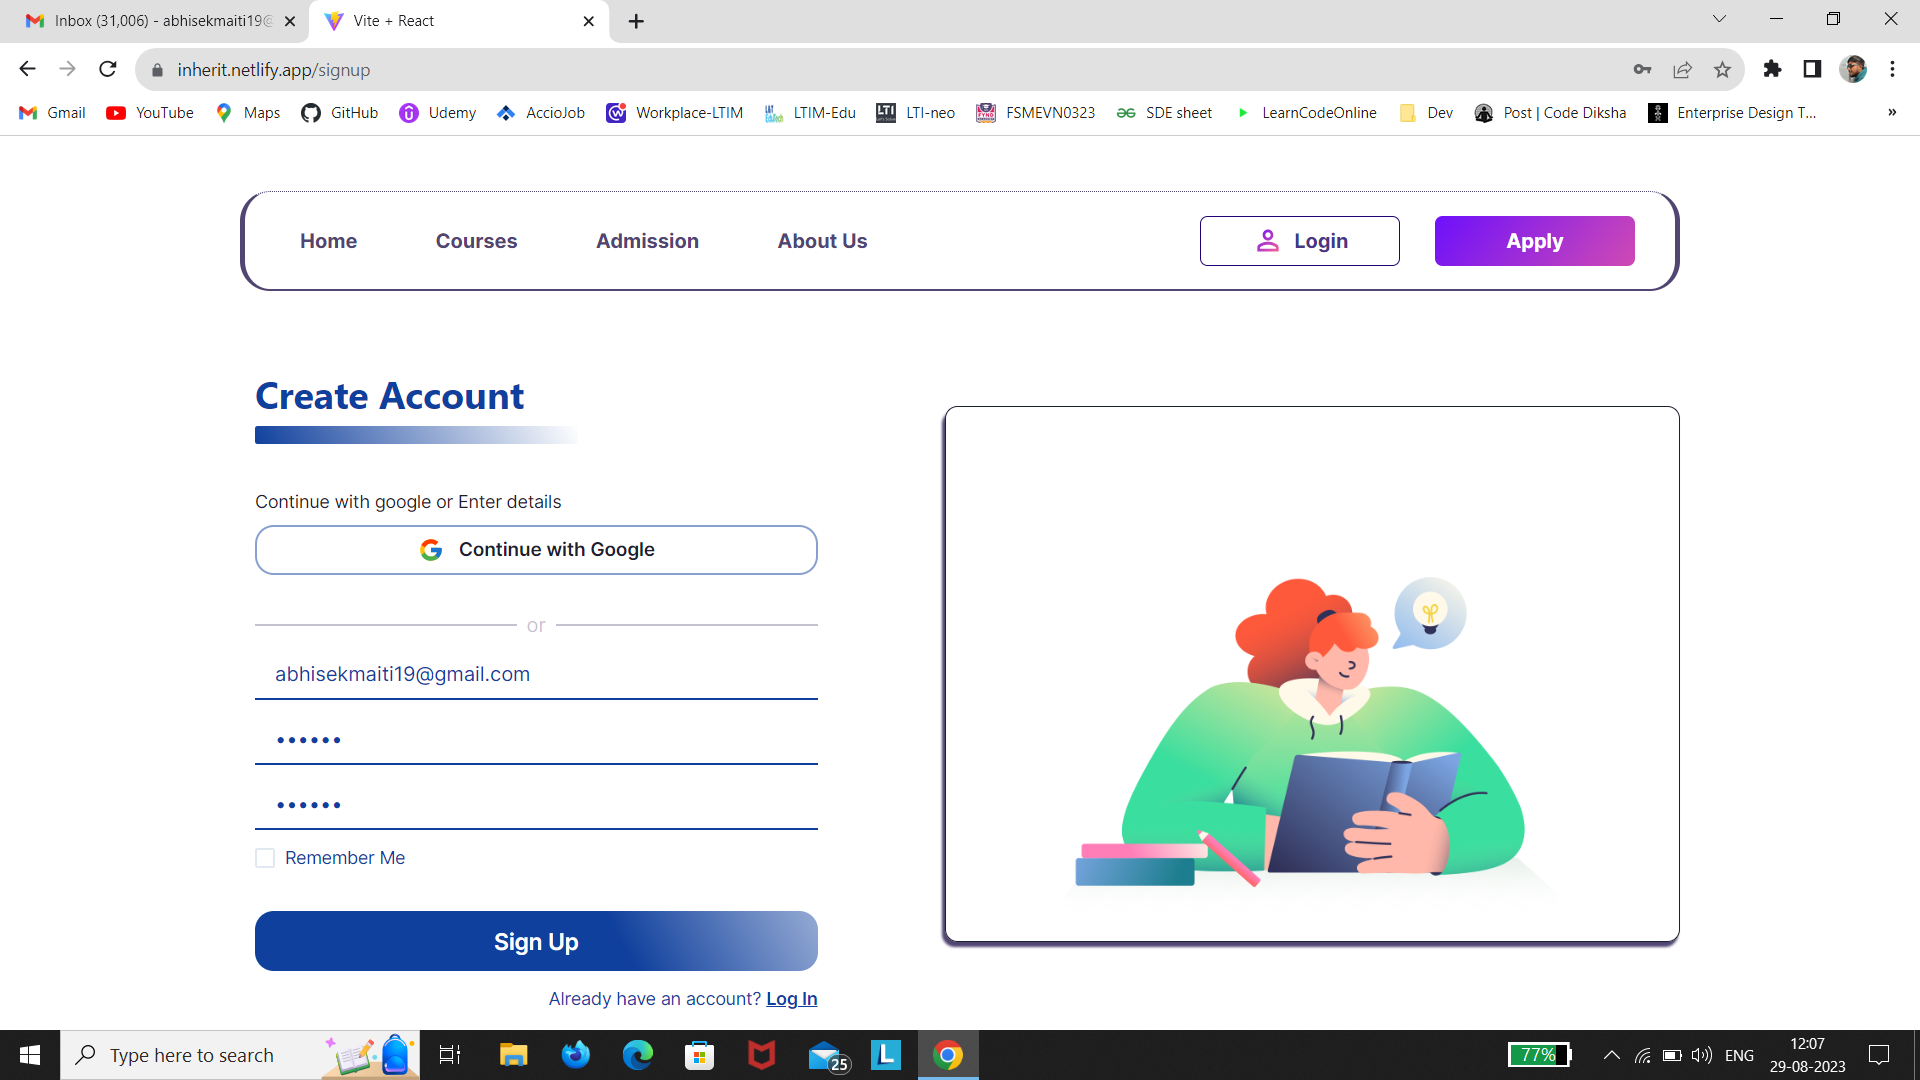 Inbox (31,006) - abhisekmaiti19@
Vite + React
inherit.netlify.app/signup
Gmail YouTube Maps GitHub Udemy AccioJob Workplace-LTIM LTIM-Edu LTI-neo FSMEVN0323 SDE sheet LearnCodeOnline Dev Post | Code Diksha Enterprise Design T... »
Home Courses Admission About Us Login Apply
Create Account
Continue with google or Enter details
Continue with Google
or
abhisekmaiti19@gmail.com
••••••
••••••
Remember Me
Sign Up
Already have an account? Log In
Type here to search
25
77%
ENG
12:07
29-08-2023